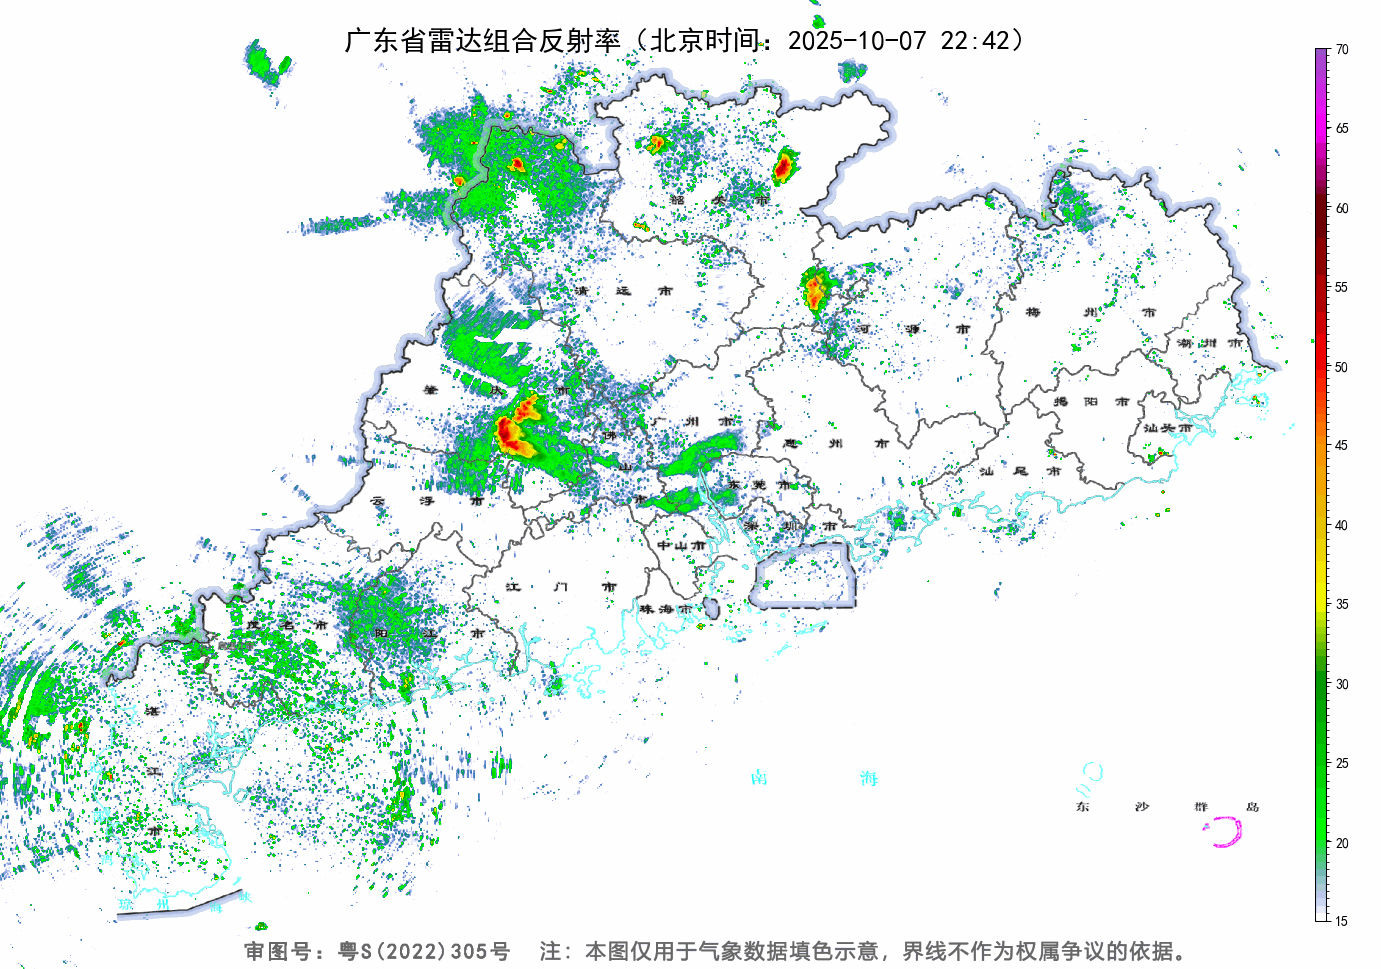 广东省雷达组合反射率（北京时间：2025-10-07 22:42）
70
65
60
55
50
45
40
35
30
25
20
15
韶关市
清远市
河源市
梅州市
潮州市
肇庆市
广州市
佛山市
惠州市
揭阳市
汕头市
汕尾市
东莞市
云浮市
深圳市
中山市
江门市
珠海市
茂名市
阳江市
湛江市
南海
东沙群岛
琼州海峡
审图号：粤S(2022)305号 注：本图仅用于气象数据填色示意，界线不作为权属争议的依据。